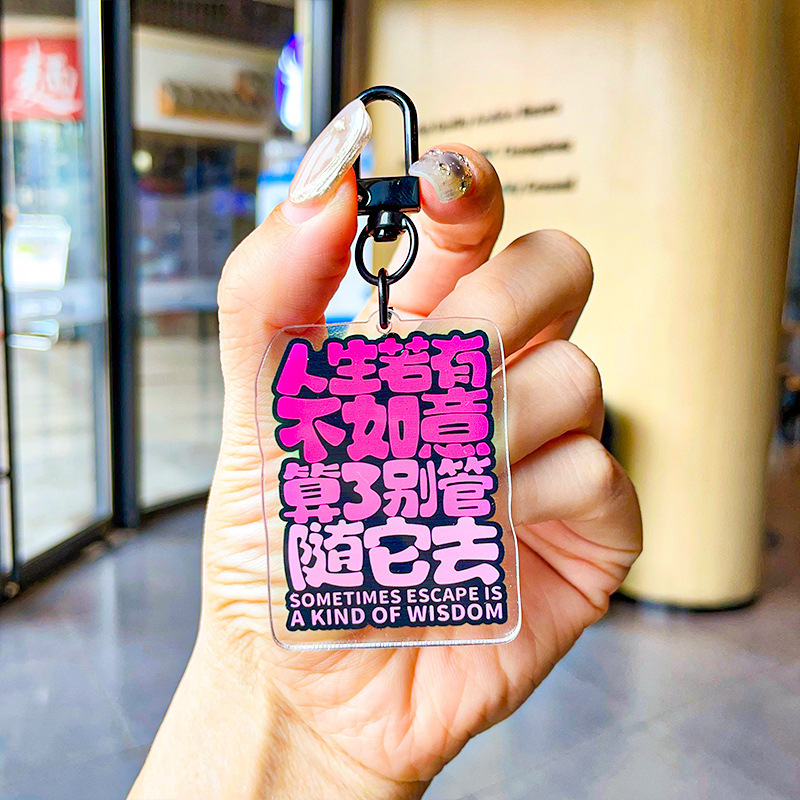 麺
人生若有
不如意
算了别管
随它去
SOMETIMES ESCAPE IS
A KIND OF WISDOM